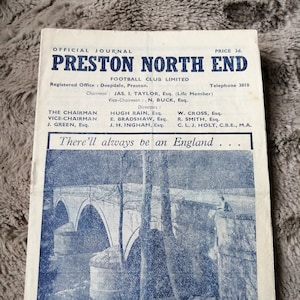 OFFICIAL JOURNAL PRICE 3d.
PRESTON NORTH END
FOOTBALL CLUB LIMITED
Registered Office : Deepdale, Preston. Telephone 3818
Chairman : JAS. I. TAYLOR, Esq. (Life Member)
Vice-Chairman : N. BUCK, Esq.
Directors :
THE CHAIRMAN HUGH RAIN, Esq. W. CROSS, Esq.
VICE-CHAIRMAN E. BRADSHAW, Esq. R. SMITH, Esq.
J. GREEN, Esq. J. H. INGHAM, Esq. C. L. J. HOLT, C.B.E., M.A.
There'll always be an England . . .